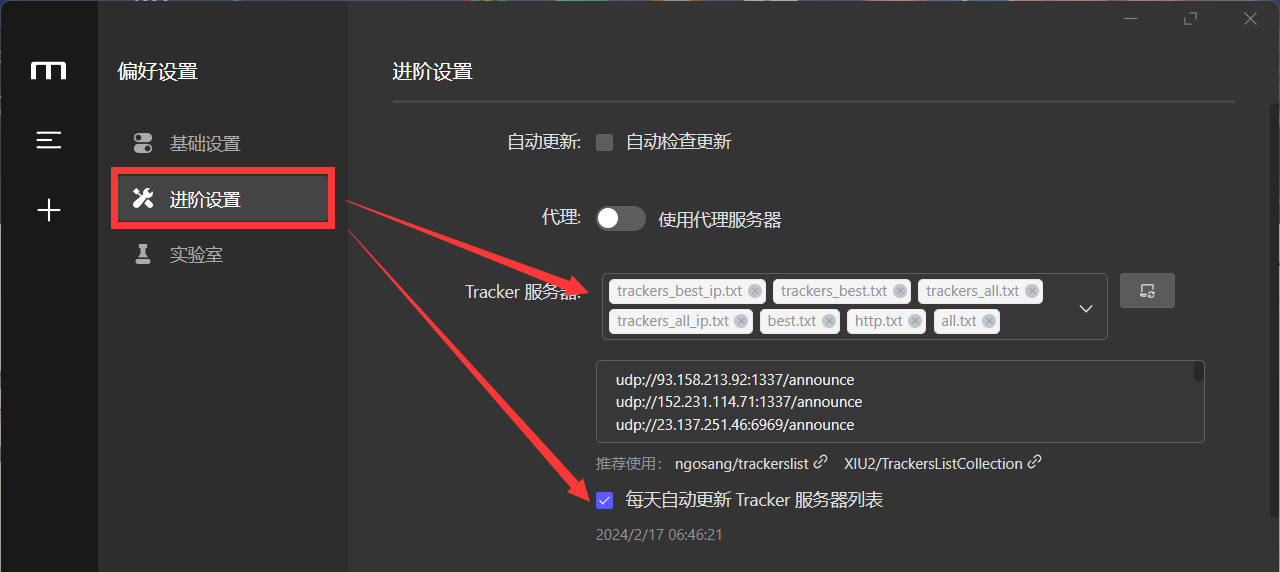 偏好设置
基础设置
进阶设置
实验室
进阶设置
自动更新: 自动检查更新
代理: 使用代理服务器
Tracker 服务器:
trackers_best_ip.txt trackers_best.txt trackers_all.txt
trackers_all_ip.txt best.txt http.txt all.txt
udp://93.158.213.92:1337/announce
udp://152.231.114.71:1337/announce
udp://23.137.251.46:6969/announce
推荐使用: ngosang/trackerslist XIU2/TrackersListCollection
每天自动更新 Tracker 服务器列表
2024/2/17 06:46:21